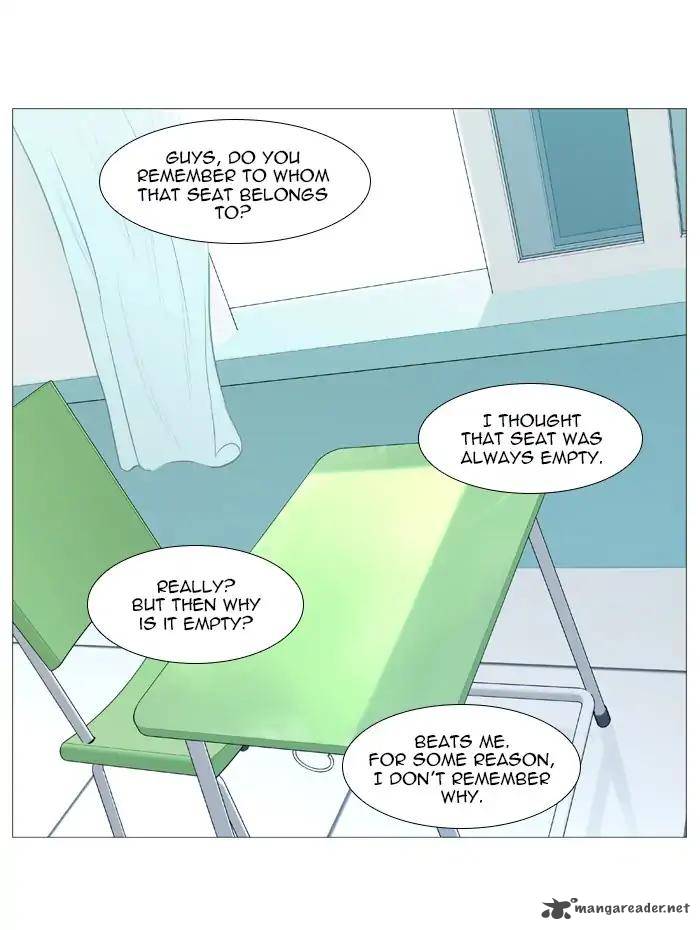 GUYS, DO YOU
REMEMBER TO WHOM
THAT SEAT BELONGS
TO?
I THOUGHT
THAT SEAT WAS
ALWAYS EMPTY.
REALLY?
BUT THEN WHY
IS IT EMPTY?
BEATS ME.
FOR SOME REASON,
I DON'T REMEMBER
WHY.
mangareader.net